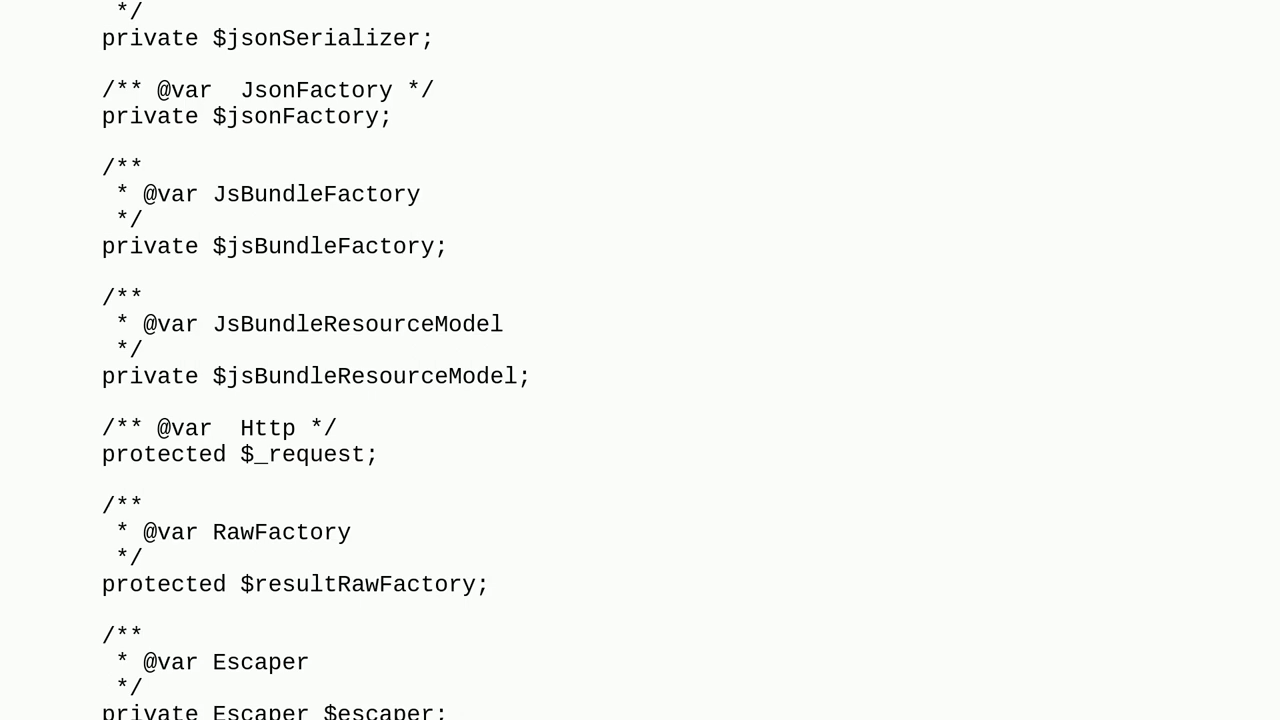 */
private $jsonSerializer;

/** @var  JsonFactory */
private $jsonFactory;

/**
 * @var JsBundleFactory
 */
private $jsBundleFactory;

/**
 * @var JsBundleResourceModel
 */
private $jsBundleResourceModel;

/** @var  Http */
protected $_request;

/**
 * @var RawFactory
 */
protected $resultRawFactory;

/**
 * @var Escaper
 */
private Escaper $escaper;